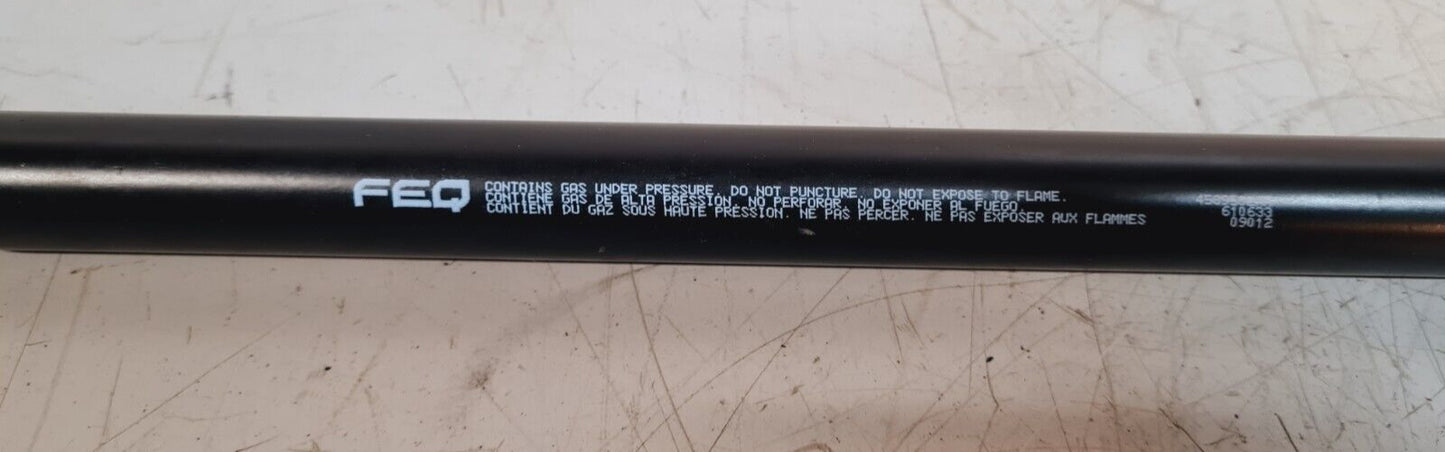 FEQ
CONTAINS GAS UNDER PRESSURE. DO NOT PUNCTURE. DO NOT EXPOSE TO FLAME.
CONTIENE GAS DE ALTA PRESSION. NO PERFORAR. NO EXPONER AL FUEGO.
CONTIENT DU GAZ SOUS HAUTE PRESSION. NE PAS PERCER. NE PAS EXPOSER AUX FLAMMES
610633
09012